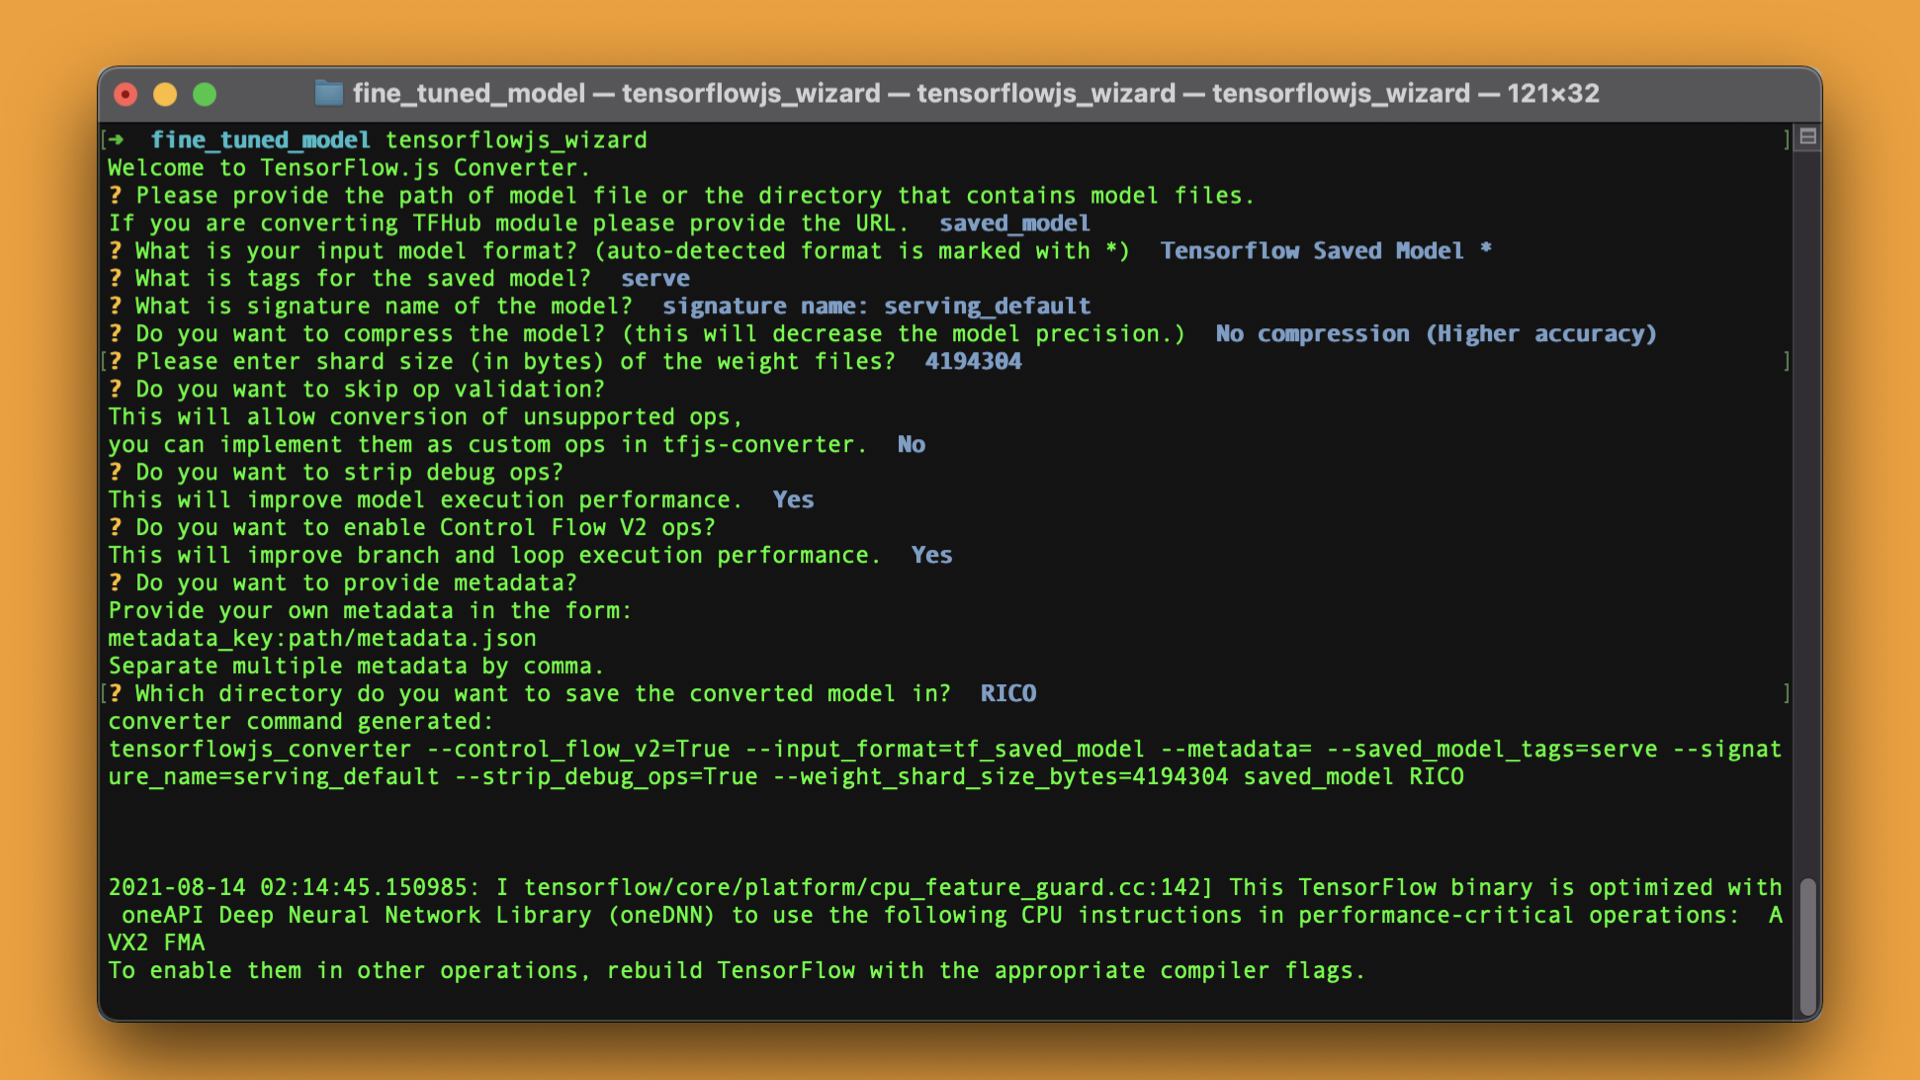 fine_tuned_model — tensorflowjs_wizard — tensorflowjs_wizard — tensorflowjs_wizard — 121×32
[➜  fine_tuned_model tensorflowjs_wizard ]
Welcome to TensorFlow.js Converter.
? Please provide the path of model file or the directory that contains model files.
If you are converting TFHub module please provide the URL.  saved_model
? What is your input model format? (auto-detected format is marked with *)  Tensorflow Saved Model *
? What is tags for the saved model?  serve
? What is signature name of the model?  signature name: serving_default
? Do you want to compress the model? (this will decrease the model precision.)  No compression (Higher accuracy)
[? Please enter shard size (in bytes) of the weight files?  4194304 ]
? Do you want to skip op validation?
This will allow conversion of unsupported ops,
you can implement them as custom ops in tfjs-converter.  No
? Do you want to strip debug ops?
This will improve model execution performance.  Yes
? Do you want to enable Control Flow V2 ops?
This will improve branch and loop execution performance.  Yes
? Do you want to provide metadata?
Provide your own metadata in the form:
metadata_key:path/metadata.json
Separate multiple metadata by comma.
[? Which directory do you want to save the converted model in?  RICO ]
converter command generated:
tensorflowjs_converter --control_flow_v2=True --input_format=tf_saved_model --metadata= --saved_model_tags=serve --signat
ure_name=serving_default --strip_debug_ops=True --weight_shard_size_bytes=4194304 saved_model RICO
2021-08-14 02:14:45.150985: I tensorflow/core/platform/cpu_feature_guard.cc:142] This TensorFlow binary is optimized with
 oneAPI Deep Neural Network Library (oneDNN) to use the following CPU instructions in performance-critical operations:  A
VX2 FMA
To enable them in other operations, rebuild TensorFlow with the appropriate compiler flags.